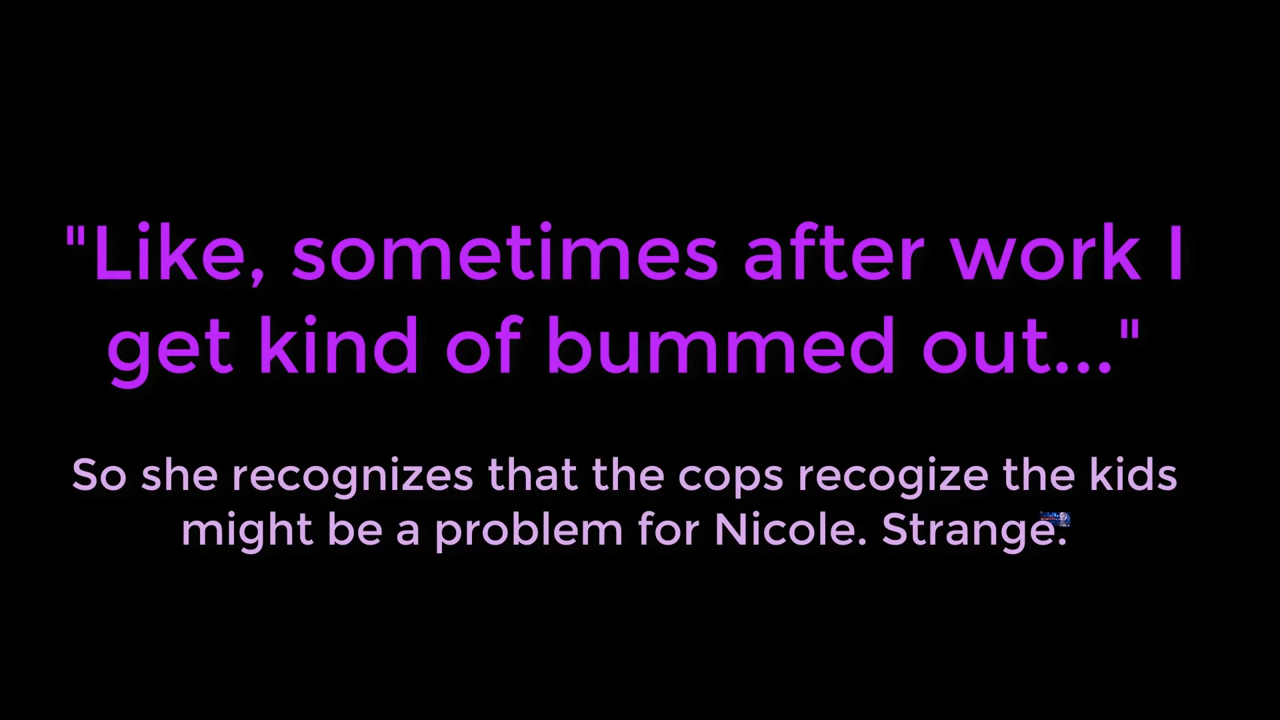 "Like, sometimes after work I
get kind of bummed out..."
So she recognizes that the cops recogize the kids
might be a problem for Nicole. Strange.